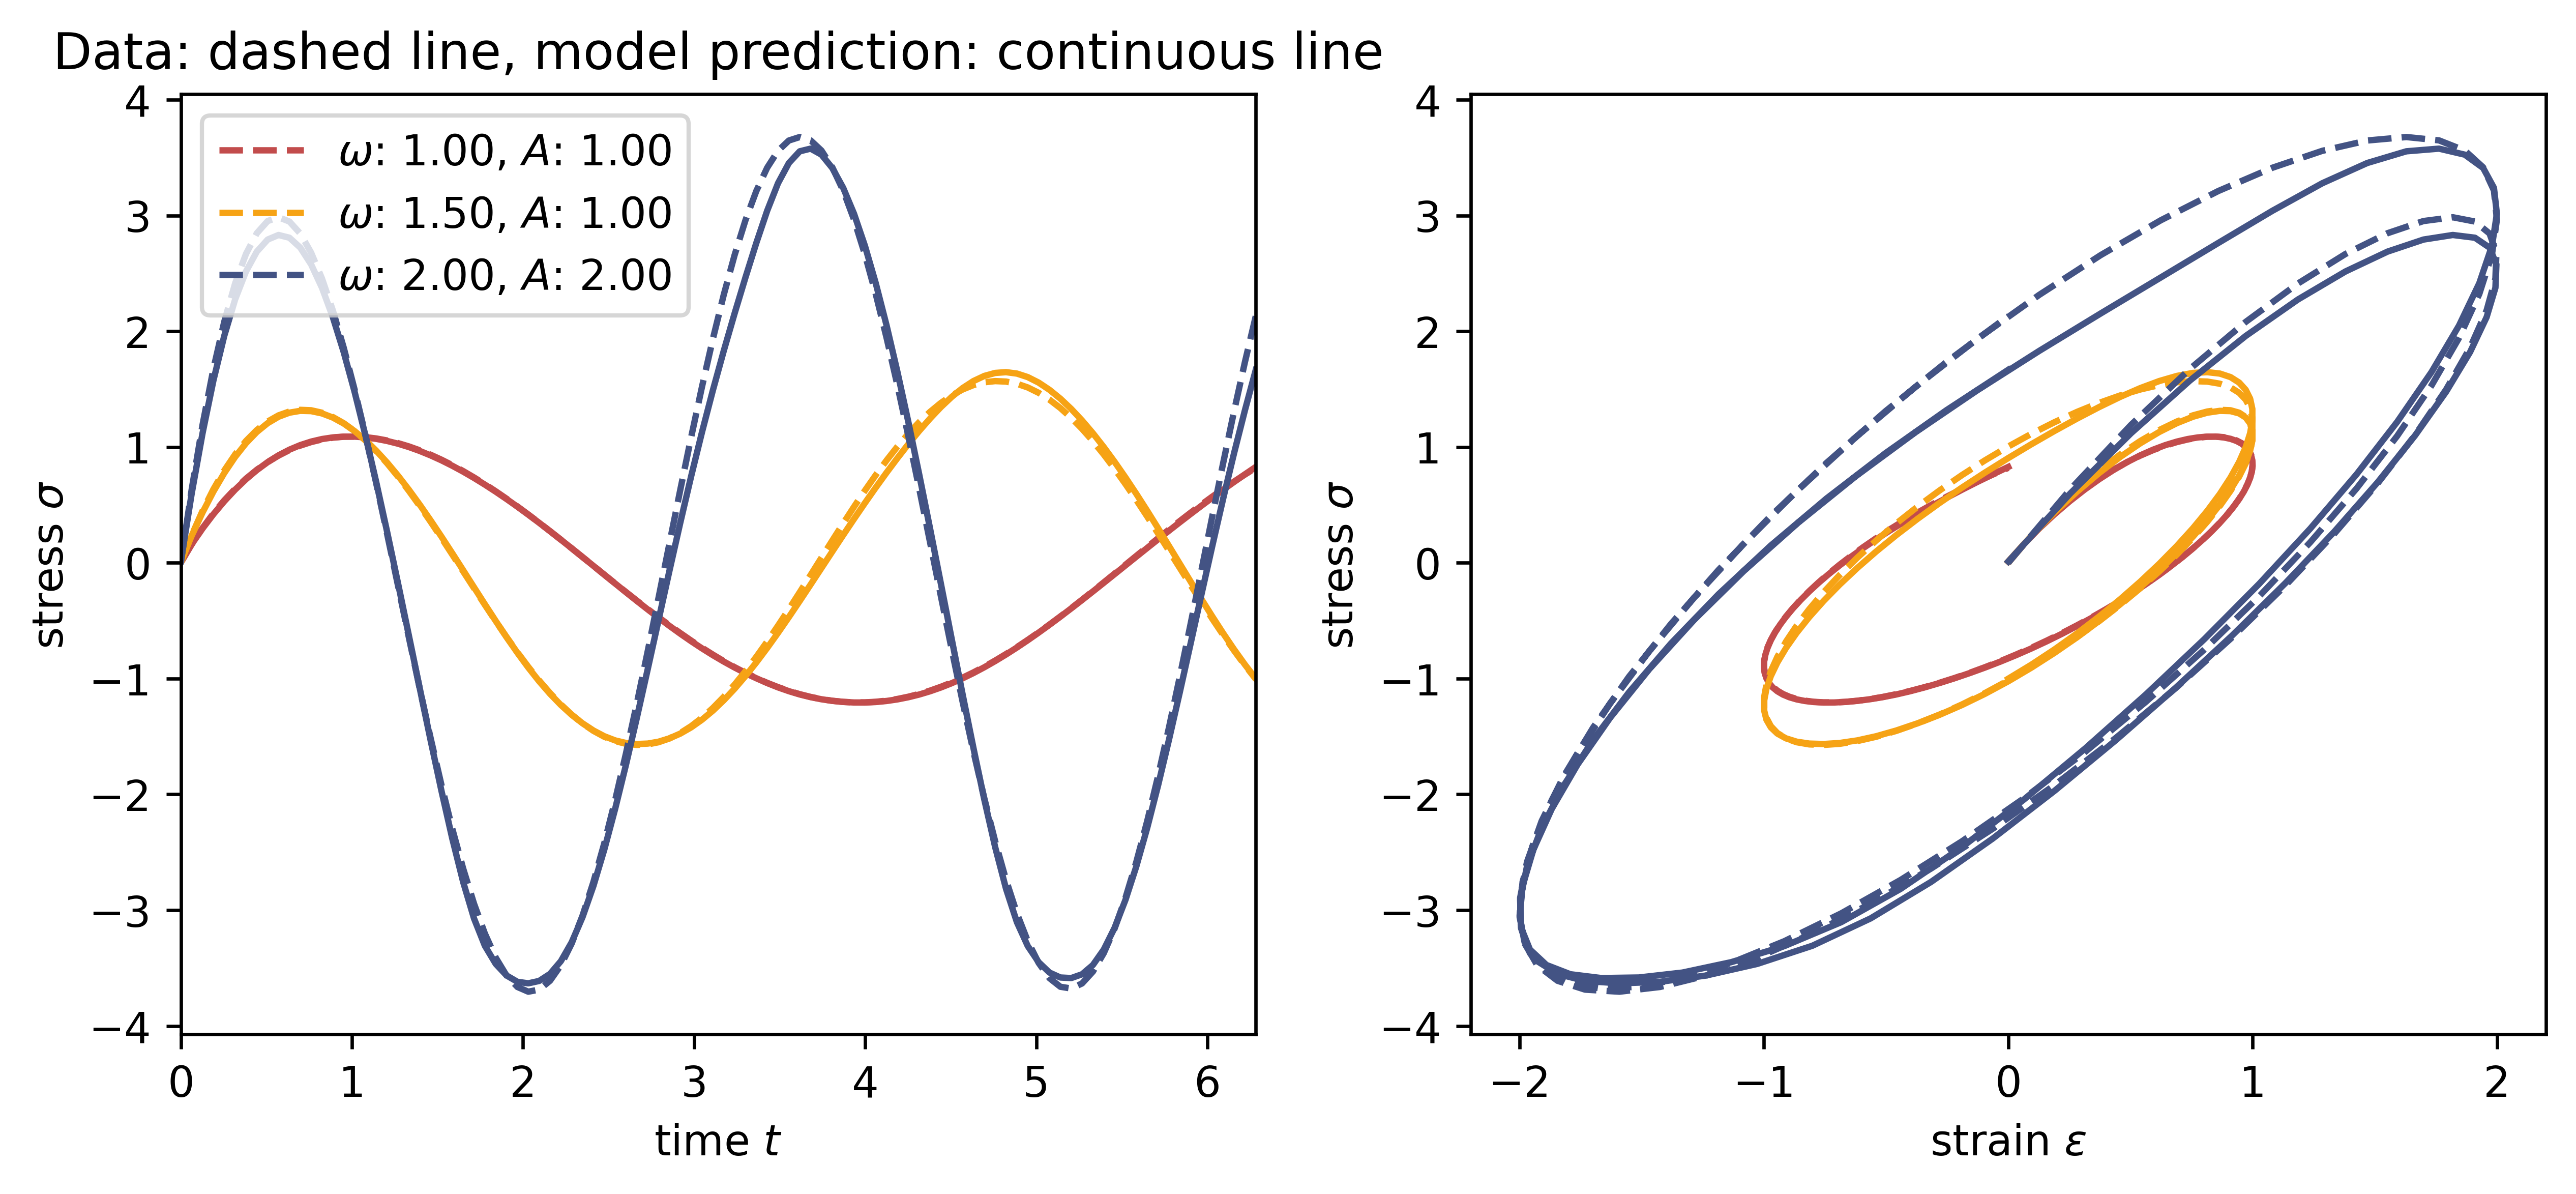 Data: dashed line, model prediction: continuous line
ω: 1.00, A: 1.00
ω: 1.50, A: 1.00
ω: 2.00, A: 2.00
4
3
2
1
0
−1
−2
−3
−4
stress σ
0 1 2 3 4 5 6
time t
4
3
2
1
0
−1
−2
−3
−4
stress σ
−2 −1 0 1 2
strain ε